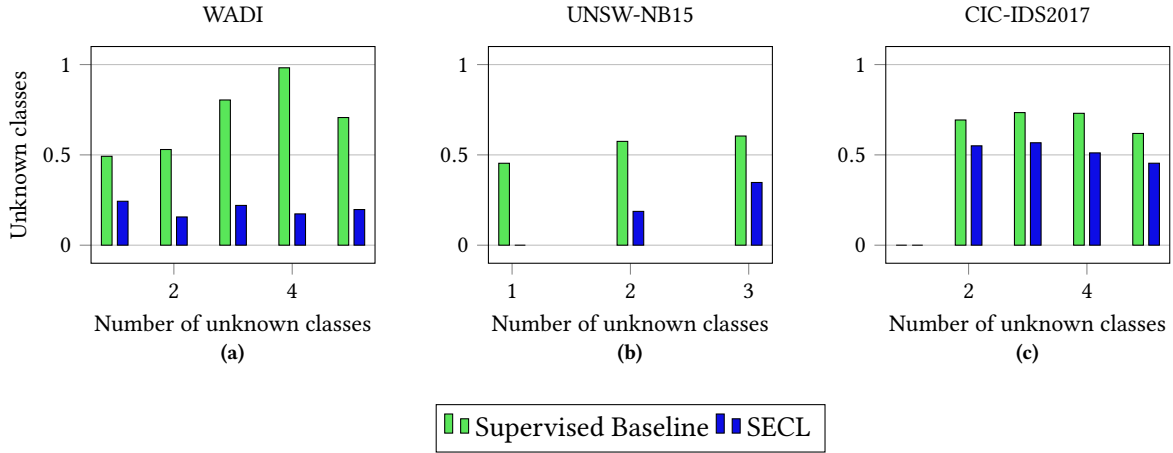 WADI
Unknown classes
1
0.5
0
2
4
Number of unknown classes
(a)
UNSW-NB15
1
0.5
0
1
2
3
Number of unknown classes
(b)
CIC-IDS2017
1
0.5
0
2
4
Number of unknown classes
(c)
Supervised Baseline SECL